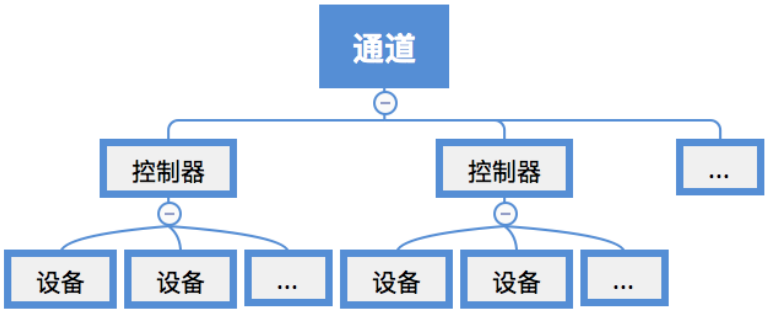 通道
控制器 控制器 ...
设备 设备 ... 设备 设备 ...